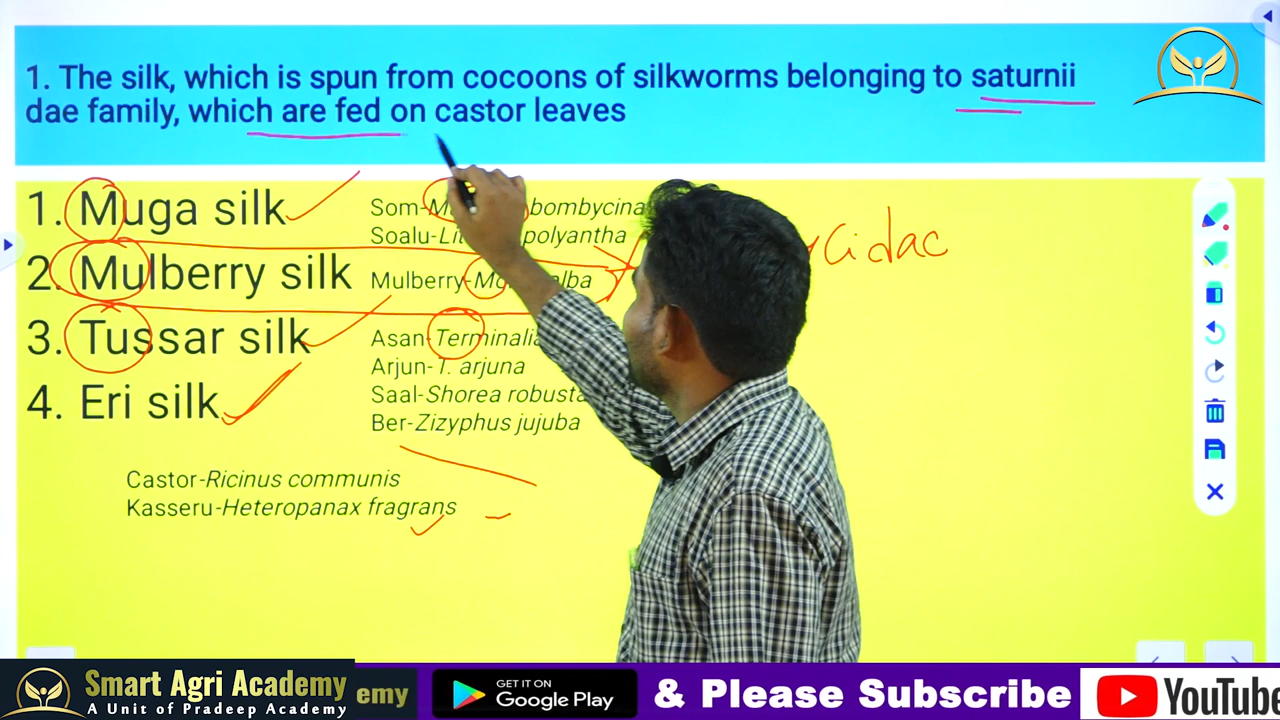 1. The silk, which is spun from cocoons of silkworms belonging to saturnii
dae family, which are fed on castor leaves
1. Muga silk
2. Mulberry silk
3. Tussar silk
4. Eri silk
Som- bombycina
Soalu- polyantha
Mulberry- alba
Asan-Terminalia
Arjun-T. arjuna
Saal-Shorea robusta
Ber-Zizyphus jujuba
Castor-Ricinus communis
Kasseru-Heteropanax fragrans
Smart Agri Academy
A Unit of Pradeep Academy
emy
GET IT ON
Google Play
& Please Subscribe
YouTube